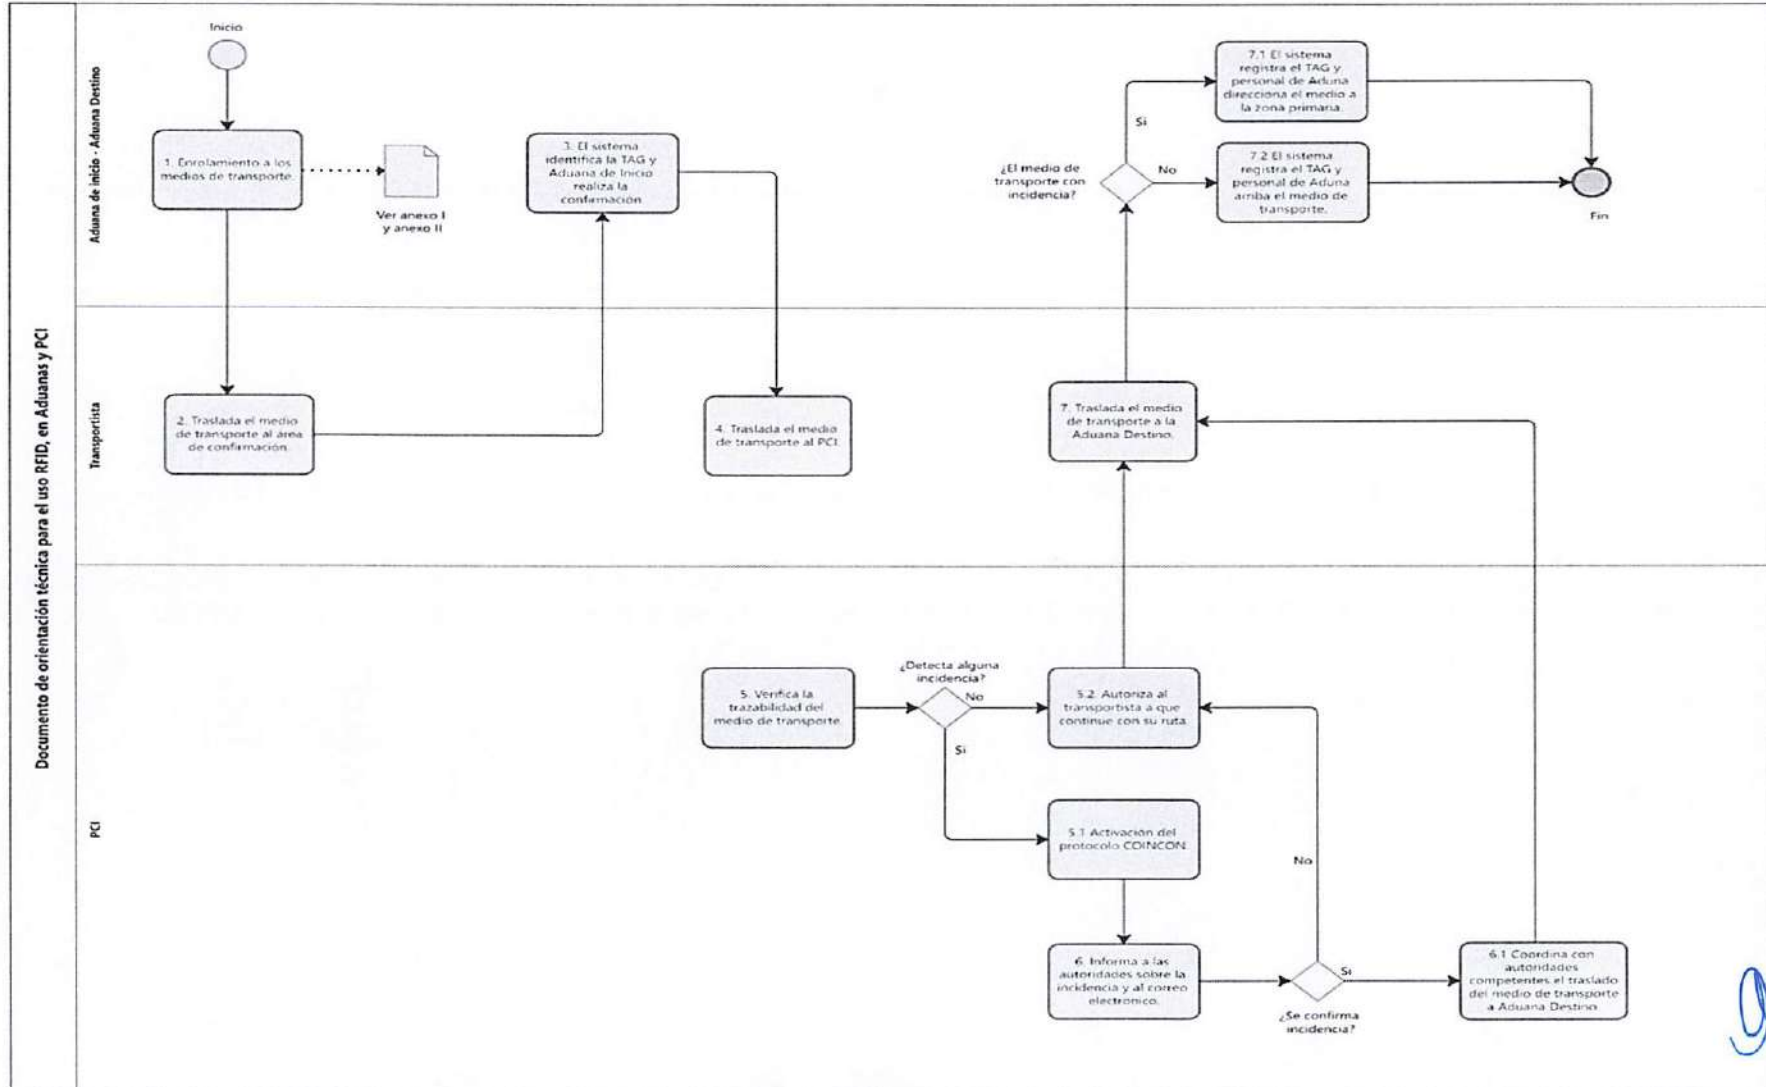 Documento de orientación técnica para el uso RFID, en Aduanas y PCI
Aduana de inicio - Aduana Destino
Inicio
1. Enrolamiento a los
medios de transporte.
Ver anexo I
y anexo II
3. El sistema
identifica la TAG y
Aduana de Inicio
realiza la
confirmación
¿El medio de
transporte con
incidencia?
Si
No
7.1 El sistema
registra el TAG y
personal de Aduna
direcciona el medio a
la zona primaria.
7.2 El sistema
registra el TAG y
personal de Aduna
arriba el medio de
transporte.
Fin
Transportista
2. Traslada el medio
de transporte al área
de confirmación.
4. Traslada el medio
de transporte al PCI.
7. Traslada el medio
de transporte a la
Aduana Destino.
PCI
5. Verifica la
trazabilidad del
medio de transporte.
¿Detecta alguna
incidencia?
No
Si
5.2. Autoriza al
transportista a que
continue con su ruta.
5.1 Activación del
protocolo COINCON.
6. Informa a las
autoridades sobre la
incidencia y al correo
electronico.
No
Si
¿Se confirma
incidencia?
6.1 Coordina con
autoridades
competentes el traslado
del medio de transporte
a Aduana Destino.